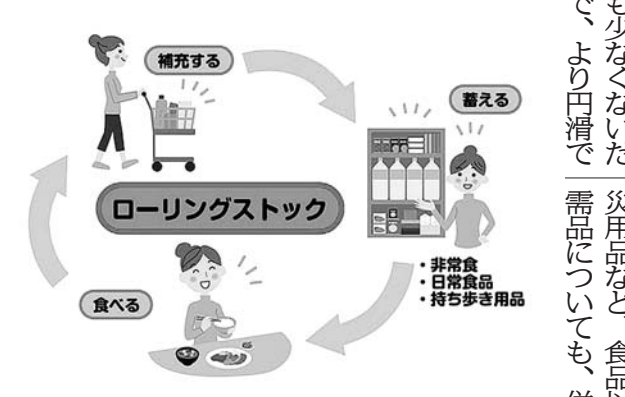 補充する
蓄える
ローリングストック
・非常食
・日常食品
・持ち歩き用品
食べる
も少なくないた
で、より円滑で
災用品など、食品
需品についても、